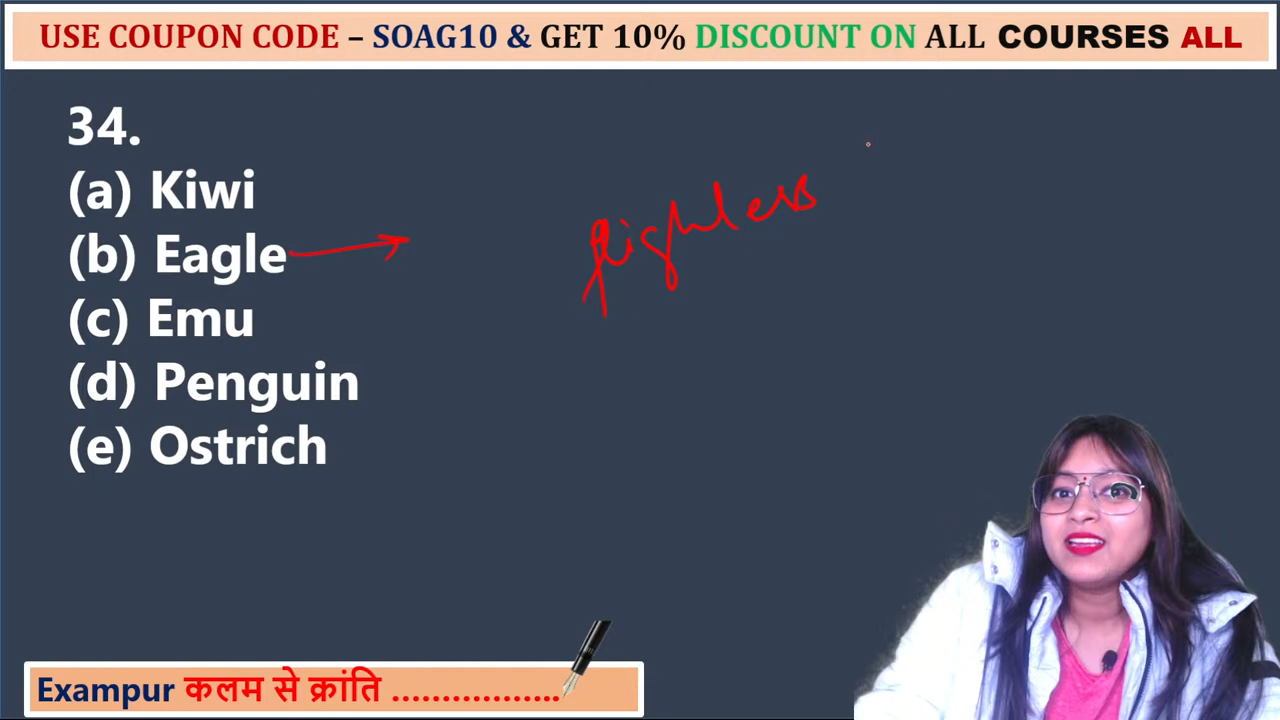 USE COUPON CODE – SOAG10 & GET 10% DISCOUNT ON ALL COURSES ALL
34.
(a) Kiwi
(b) Eagle
flighless
(c) Emu
(d) Penguin
(e) Ostrich
Exampur कलम से क्रांति .................